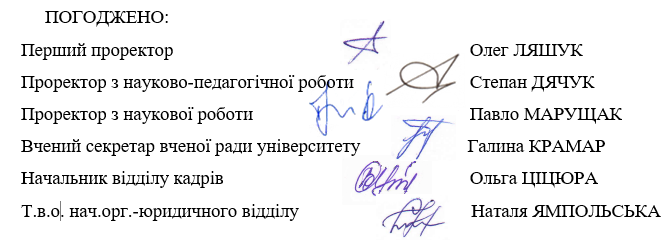 ПОГОДЖЕНО:
Перший проректор Олег ЛЯШУК
Проректор з науково-педагогічної роботи Степан ДЯЧУК
Проректор з наукової роботи Павло МАРУЩАК
Вчений секретар вченої ради університету Галина КРАМАР
Начальник відділу кадрів Ольга ЦІЦЮРА
Т.в.о. нач.орг.-юридичного відділу Наталя ЯМПОЛЬСЬКА